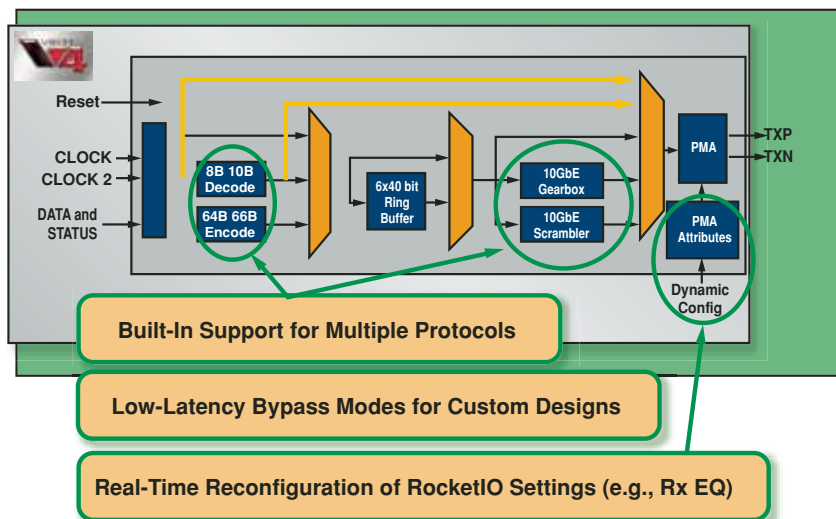 Reset
CLOCK
CLOCK 2
DATA and
STATUS
8B 10B
Decode
64B 66B
Encode
6x40 bit
Ring
Buffer
10GbE
Gearbox
10GbE
Scrambler
PMA
TXP
TXN
PMA
Attributes
Dynamic
Config
Built-In Support for Multiple Protocols
Low-Latency Bypass Modes for Custom Designs
Real-Time Reconfiguration of RocketIO Settings (e.g., Rx EQ)